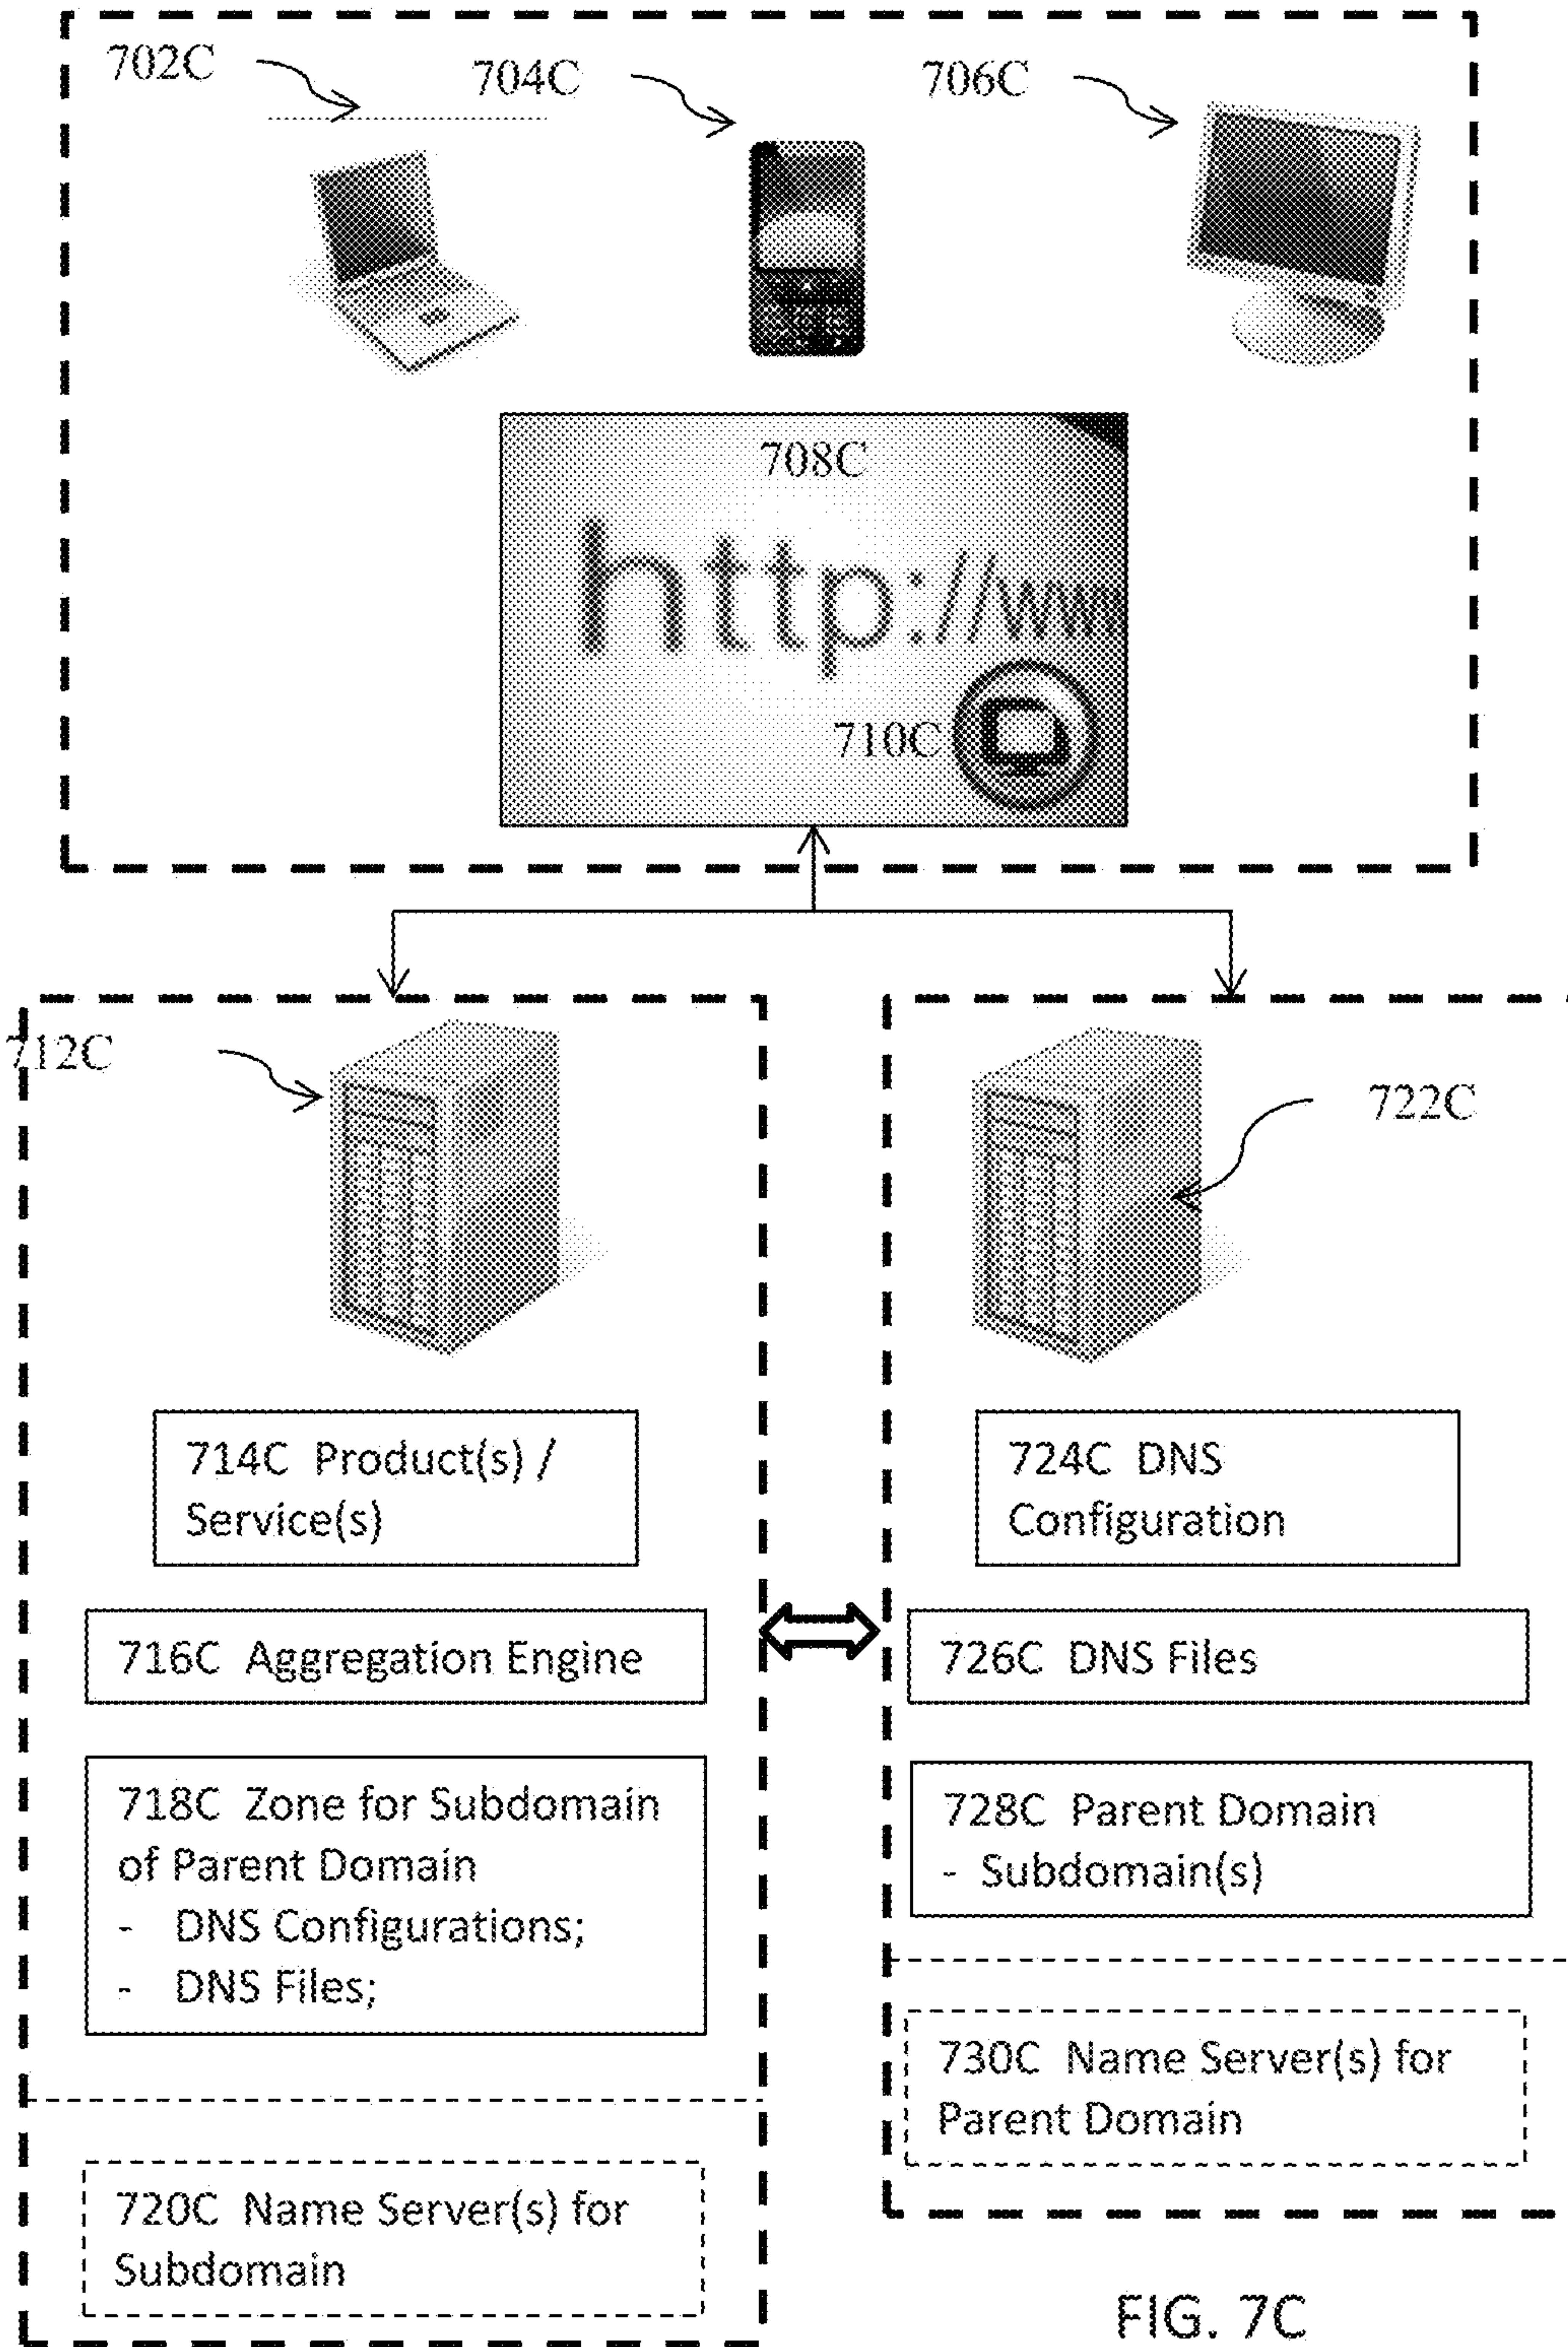 702C
704C
706C
708C
http://www
710C
712C
722C
714C Product(s) /
Service(s)
716C Aggregation Engine
718C Zone for Subdomain
of Parent Domain
- DNS Configurations;
- DNS Files;
720C Name Server(s) for
Subdomain
724C DNS
Configuration
726C DNS Files
728C Parent Domain
- Subdomain(s)
730C Name Server(s) for
Parent Domain
FIG. 7C